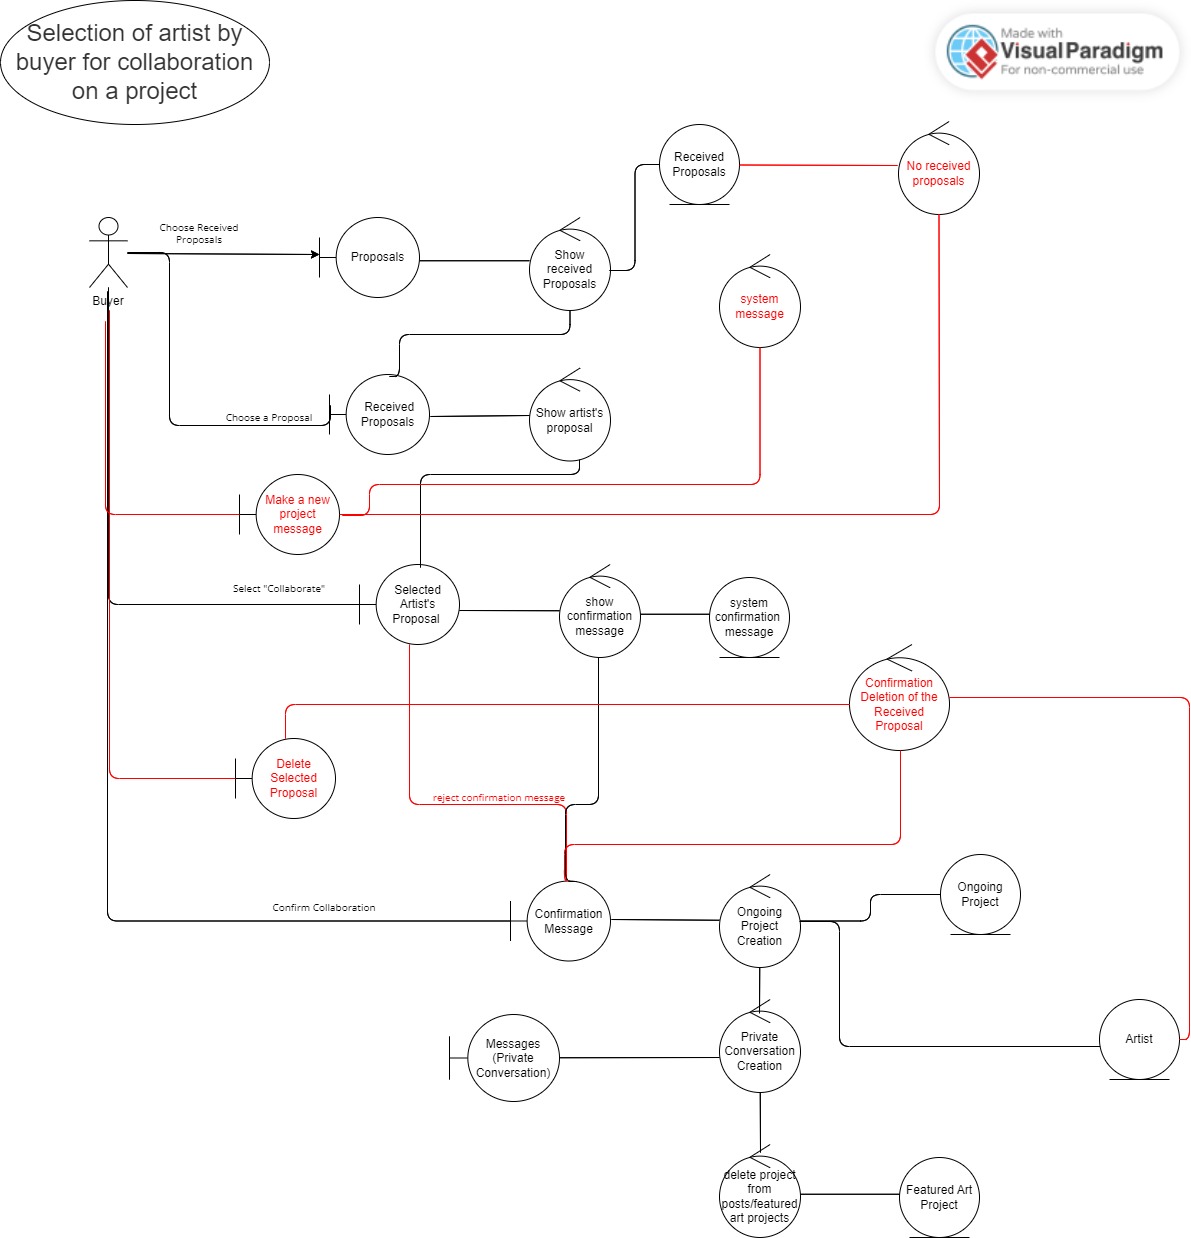 Selection of artist by
buyer for collaboration
on a project
Made with
Visual Paradigm
For non-commercial use
Received
Proposals
No received
proposals
Choose Received
Proposals
Buyer
Proposals
Show
received
Proposals
system
message
Choose a Proposal
Received
Proposals
Show artist's
proposal
Make a new
project
message
Select "Collaborate"
Selected
Artist's
Proposal
show
confirmation
message
system
confirmation
message
Confirmation
Deletion of the
Received
Proposal
Delete
Selected
Proposal
reject confirmation message
Confirm Collaboration
Confirmation
Message
Ongoing
Project
Creation
Ongoing
Project
Messages
(Private
Conversation)
Private
Conversation
Creation
Artist
delete project
from
posts/featured
art projects
Featured Art
Project